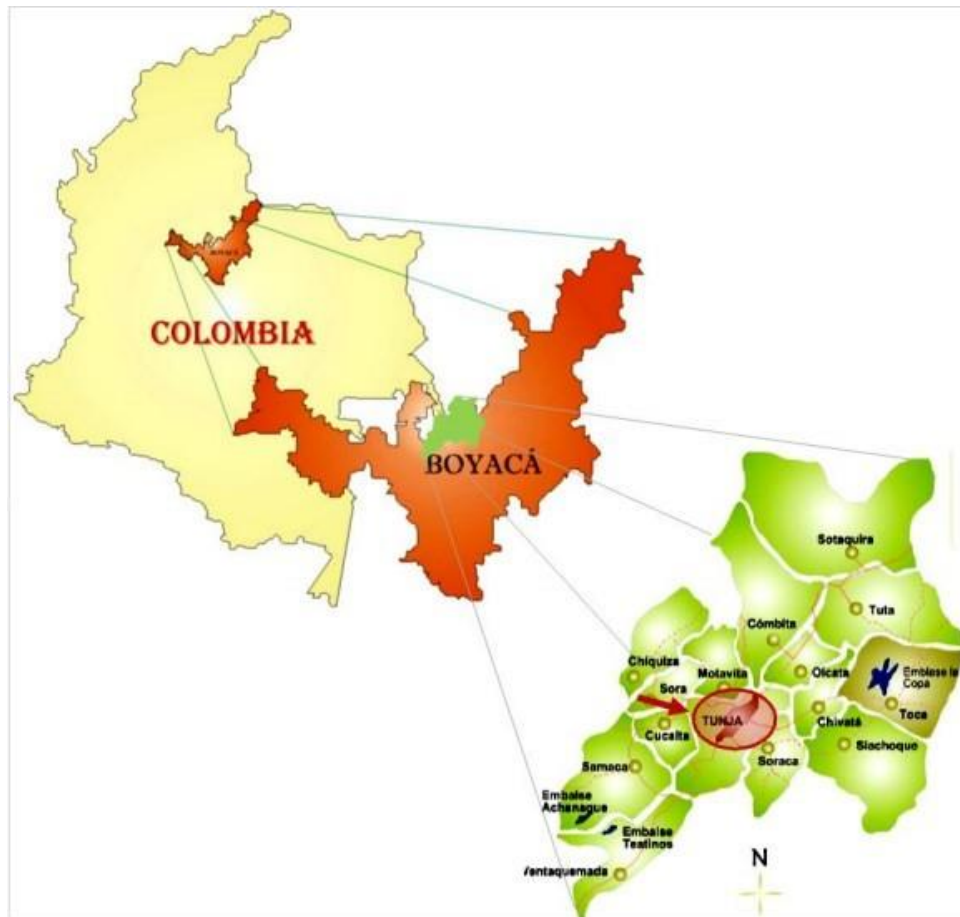 COLOMBIA
BOYACÁ
Sotaquira
Tuta
Cómbita
Chiquiza
Motavita
Oicata
Embalse la
Copa
Sora
Toca
TUNJA
Chivatá
Cucaita
Siachoque
Soraca
Samaca
Embalse
Achanague
Embalse
Teatinos
Ventaquemada
N